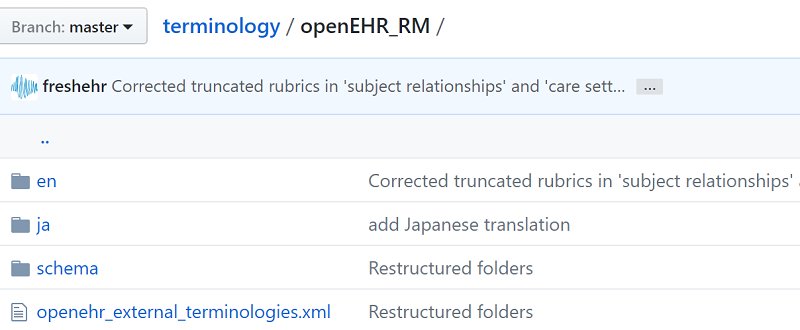 Branch: master
terminology / openEHR_RM /
freshehr Corrected truncated rubrics in 'subject relationships' and 'care sett... ...
..
en Corrected truncated rubrics in 'subject relationships'
ja add Japanese translation
schema Restructured folders
openehr_external_terminologies.xml Restructured folders